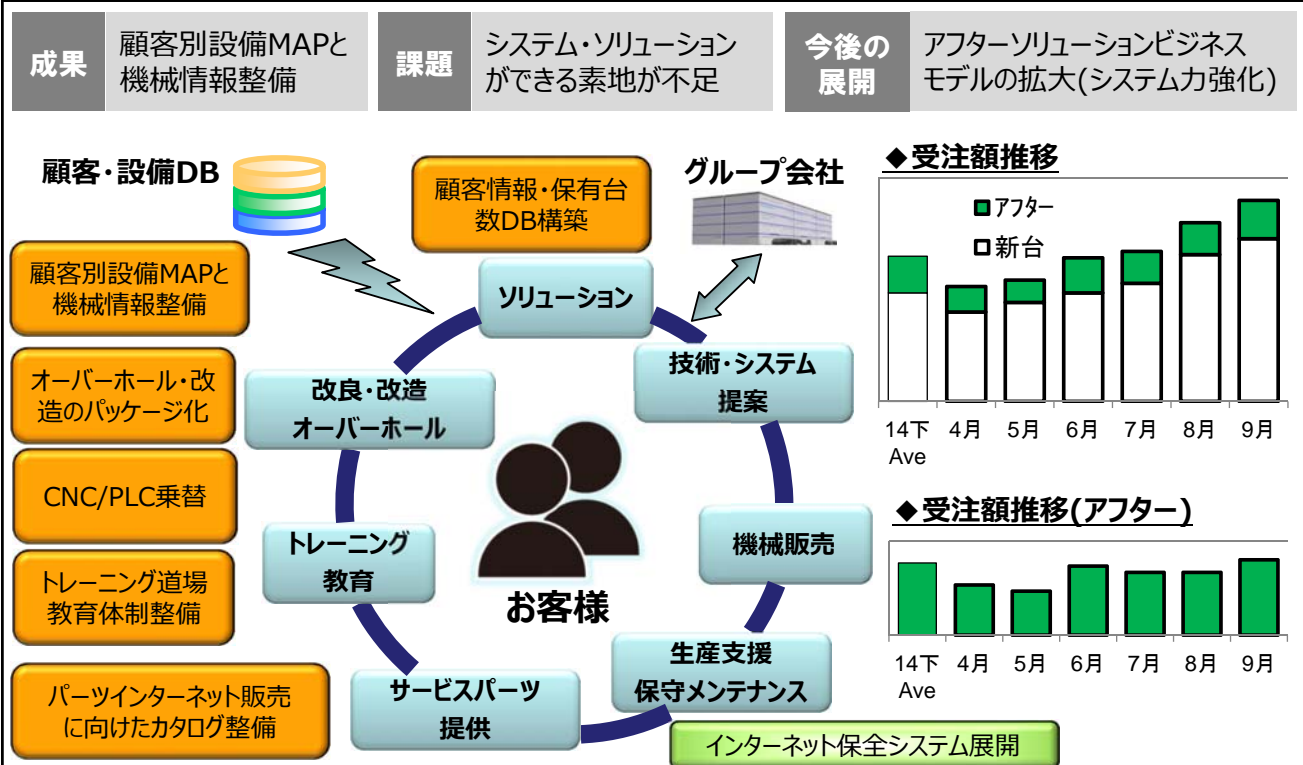 成果
顧客別設備MAPと
機械情報整備
課題
システム・ソリューション
ができる素地が不足
今後の
展開
アフターソリューションビジネス
モデルの拡大(システム力強化)
顧客・設備DB
顧客情報・保有台
数DB構築
グループ会社
顧客別設備MAPと
機械情報整備
オーバーホール・改
造のパッケージ化
CNC/PLC乗替
トレーニング道場
教育体制整備
パーツインターネット販売
に向けたカタログ整備
ソリューション
技術・システム
提案
機械販売
生産支援
保守メンテナンス
サービスパーツ
提供
トレーニング
教育
改良・改造
オーバーホール
お客様
インターネット保全システム展開
◆受注額推移
アフター
新台
14下
Ave
4月
5月
6月
7月
8月
9月
◆受注額推移(アフター)
14下
Ave
4月
5月
6月
7月
8月
9月